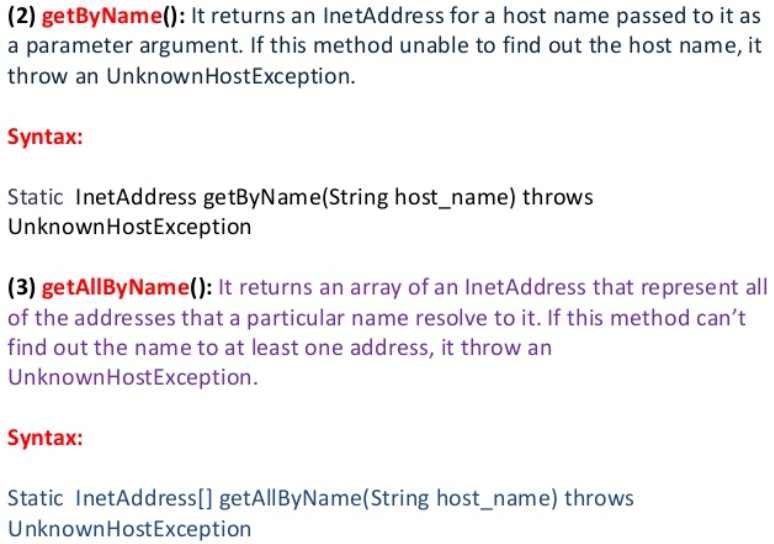 (2) getByName(): It returns an InetAddress for a host name passed to it as
a parameter argument. If this method unable to find out the host name, it
throw an UnknownHostException.
Syntax:
Static InetAddress getByName(String host_name) throws
UnknownHostException
(3) getAllByName(): It returns an array of an InetAddress that represent all
of the addresses that a particular name resolve to it. If this method can’t
find out the name to at least one address, it throw an
UnknownHostException.
Syntax:
Static InetAddress[] getAllByName(String host_name) throws
UnknownHostException